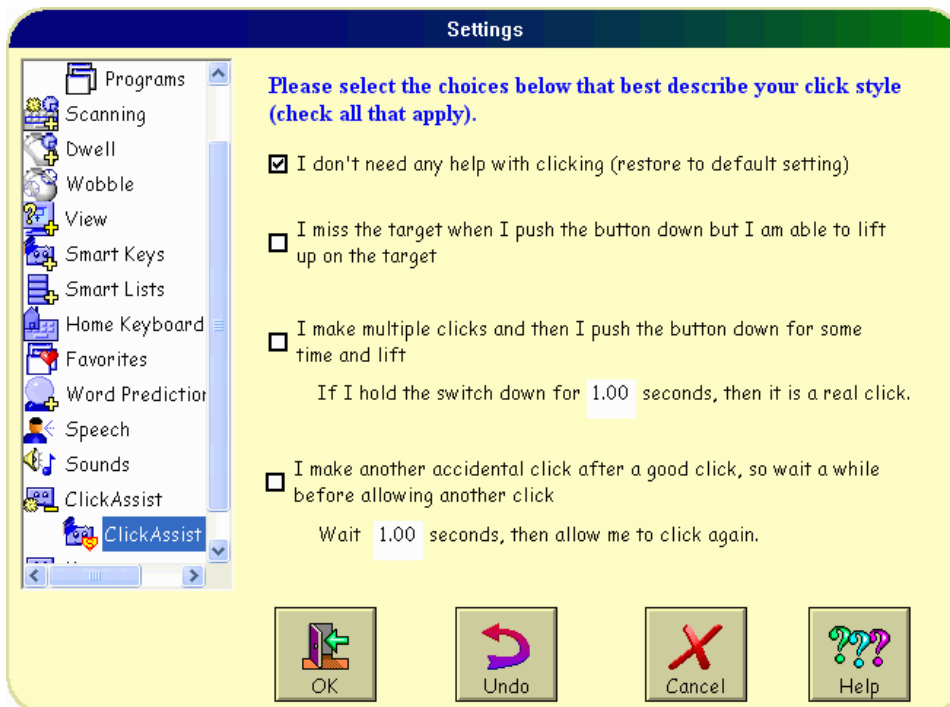 Settings
Programs
Scanning
Dwell
Wobble
View
Smart Keys
Smart Lists
Home Keyboard
Favorites
Word Prediction
Speech
Sounds
ClickAssist
ClickAssist
Please select the choices below that best describe your click style
(check all that apply).
I don't need any help with clicking (restore to default setting)
I miss the target when I push the button down but I am able to lift
up on the target
I make multiple clicks and then I push the button down for some
time and lift
If I hold the switch down for 1.00 seconds, then it is a real click.
I make another accidental click after a good click, so wait a while
before allowing another click
Wait 1.00 seconds, then allow me to click again.
OK
Undo
Cancel
Help